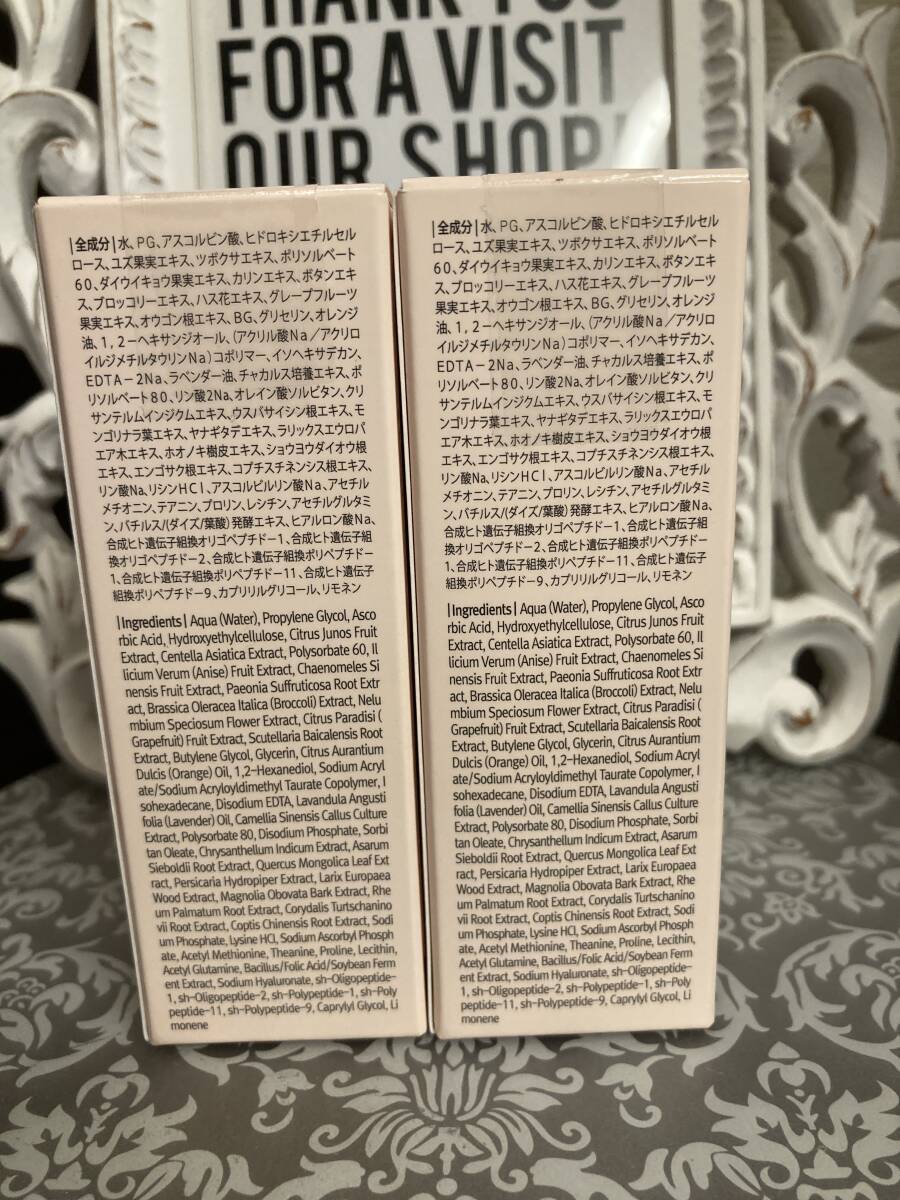 THANK YOU
FOR A VISIT
OUR SHOP!
|全成分|水、PG、アスコルビン酸、ヒドロキシエチルセル
ロース、ユズ果実エキス、ツボクサエキス、ポリソルベート
60、ダイウイキョウ果実エキス、カリンエキス、ボタンエキ
ス、ブロッコリーエキス、ハス花エキス、グレープフルーツ
果実エキス、オウゴン根エキス、BG、グリセリン、オレンジ
油、1，2－ヘキサンジオール、(アクリル酸Na／アクリロ
イルジメチルタウリンNa)コポリマー、イソヘキサデカン、
EDTA－2Na、ラベンダー油、チャカルス培養エキス、ポ
リソルベート80、リン酸2Na、オレイン酸ソルビタン、クリ
サンテルムインジクムエキス、ウスバサイシン根エキス、モ
ンゴリナラ葉エキス、ヤナギタデエキス、ラリックスエウロパ
エア木エキス、ホオノキ樹皮エキス、ショウヨウダイオウ根
エキス、エンゴサク根エキス、コプチスチネンシス根エキス、
リン酸Na、リシンHCl、アスコルビルリン酸Na、アセチル
メチオニン、テアニン、プロリン、レシチン、アセチルグルタミ
ン、バチルス/(ダイズ/葉酸)発酵エキス、ヒアルロン酸Na、
合成ヒト遺伝子組換オリゴペプチド－1、合成ヒト遺伝子組
換オリゴペプチド－2、合成ヒト遺伝子組換ポリペプチド－
1、合成ヒト遺伝子組換ポリペプチド－11、合成ヒト遺伝子
組換ポリペプチド－9、カプリリルグリコール、リモネン
|Ingredients| Aqua (Water), Propylene Glycol, Asco
rbic Acid, Hydroxyethylcellulose, Citrus Junos Fruit
Extract, Centella Asiatica Extract, Polysorbate 60, Il
licium Verum (Anise) Fruit Extract, Chaenomeles Si
nensis Fruit Extract, Paeonia Suffruticosa Root Extr
act, Brassica Oleracea Italica (Broccoli) Extract, Nelu
mbium Speciosum Flower Extract, Citrus Paradisi (
Grapefruit) Fruit Extract, Scutellaria Baicalensis Root
Extract, Butylene Glycol, Glycerin, Citrus Aurantium
Dulcis (Orange) Oil, 1,2-Hexanediol, Sodium Acryl
ate/Sodium Acryloyldimethyl Taurate Copolymer, I
sohexadecane, Disodium EDTA, Lavandula Angusti
folia (Lavender) Oil, Camellia Sinensis Callus Culture
Extract, Polysorbate 80, Disodium Phosphate, Sorbi
tan Oleate, Chrysanthellum Indicum Extract, Asarum
Sieboldii Root Extract, Quercus Mongolica Leaf Ext
ract, Persicaria Hydropiper Extract, Larix Europaea
Wood Extract, Magnolia Obovata Bark Extract, Rhe
um Palmatum Root Extract, Corydalis Turtschanino
vii Root Extract, Coptis Chinensis Root Extract, Sodi
um Phosphate, Lysine HCl, Sodium Ascorbyl Phosph
ate, Acetyl Methionine, Theanine, Proline, Lecithin,
Acetyl Glutamine, Bacillus/Folic Acid/Soybean Ferm
ent Extract, Sodium Hyaluronate, sh-Oligopeptide-
1, sh-Oligopeptide-2, sh-Polypeptide-1, sh-Poly
peptide-11, sh-Polypeptide-9, Caprylyl Glycol, Li
monene
|全成分|水、PG、アスコルビン酸、ヒドロキシエチルセル
ロース、ユズ果実エキス、ツボクサエキス、ポリソルベート
60、ダイウイキョウ果実エキス、カリンエキス、ボタンエキ
ス、ブロッコリーエキス、ハス花エキス、グレープフルーツ
果実エキス、オウゴン根エキス、BG、グリセリン、オレンジ
油、1，2－ヘキサンジオール、(アクリル酸Na／アクリロ
イルジメチルタウリンNa)コポリマー、イソヘキサデカン、
EDTA－2Na、ラベンダー油、チャカルス培養エキス、ポ
リソルベート80、リン酸2Na、オレイン酸ソルビタン、クリ
サンテルムインジクムエキス、ウスバサイシン根エキス、モ
ンゴリナラ葉エキス、ヤナギタデエキス、ラリックスエウロパ
エア木エキス、ホオノキ樹皮エキス、ショウヨウダイオウ根
エキス、エンゴサク根エキス、コプチスチネンシス根エキス、
リン酸Na、リシンHCl、アスコルビルリン酸Na、アセチル
メチオニン、テアニン、プロリン、レシチン、アセチルグルタミ
ン、バチルス/(ダイズ/葉酸)発酵エキス、ヒアルロン酸Na、
合成ヒト遺伝子組換オリゴペプチド－1、合成ヒト遺伝子組
換オリゴペプチド－2、合成ヒト遺伝子組換ポリペプチド－
1、合成ヒト遺伝子組換ポリペプチド－11、合成ヒト遺伝子
組換ポリペプチド－9、カプリリルグリコール、リモネン
|Ingredients| Aqua (Water), Propylene Glycol, Asco
rbic Acid, Hydroxyethylcellulose, Citrus Junos Fruit
Extract, Centella Asiatica Extract, Polysorbate 60, Il
licium Verum (Anise) Fruit Extract, Chaenomeles Si
nensis Fruit Extract, Paeonia Suffruticosa Root Extr
act, Brassica Oleracea Italica (Broccoli) Extract, Nelu
mbium Speciosum Flower Extract, Citrus Paradisi (
Grapefruit) Fruit Extract, Scutellaria Baicalensis Root
Extract, Butylene Glycol, Glycerin, Citrus Aurantium
Dulcis (Orange) Oil, 1,2-Hexanediol, Sodium Acryl
ate/Sodium Acryloyldimethyl Taurate Copolymer, I
sohexadecane, Disodium EDTA, Lavandula Angusti
folia (Lavender) Oil, Camellia Sinensis Callus Culture
Extract, Polysorbate 80, Disodium Phosphate, Sorbi
tan Oleate, Chrysanthellum Indicum Extract, Asarum
Sieboldii Root Extract, Quercus Mongolica Leaf Ext
ract, Persicaria Hydropiper Extract, Larix Europaea
Wood Extract, Magnolia Obovata Bark Extract, Rhe
um Palmatum Root Extract, Corydalis Turtschanino
vii Root Extract, Coptis Chinensis Root Extract, Sodi
um Phosphate, Lysine HCl, Sodium Ascorbyl Phosph
ate, Acetyl Methionine, Theanine, Proline, Lecithin,
Acetyl Glutamine, Bacillus/Folic Acid/Soybean Ferm
ent Extract, Sodium Hyaluronate, sh-Oligopeptide-
1, sh-Oligopeptide-2, sh-Polypeptide-1, sh-Poly
peptide-11, sh-Polypeptide-9, Caprylyl Glycol, Li
monene